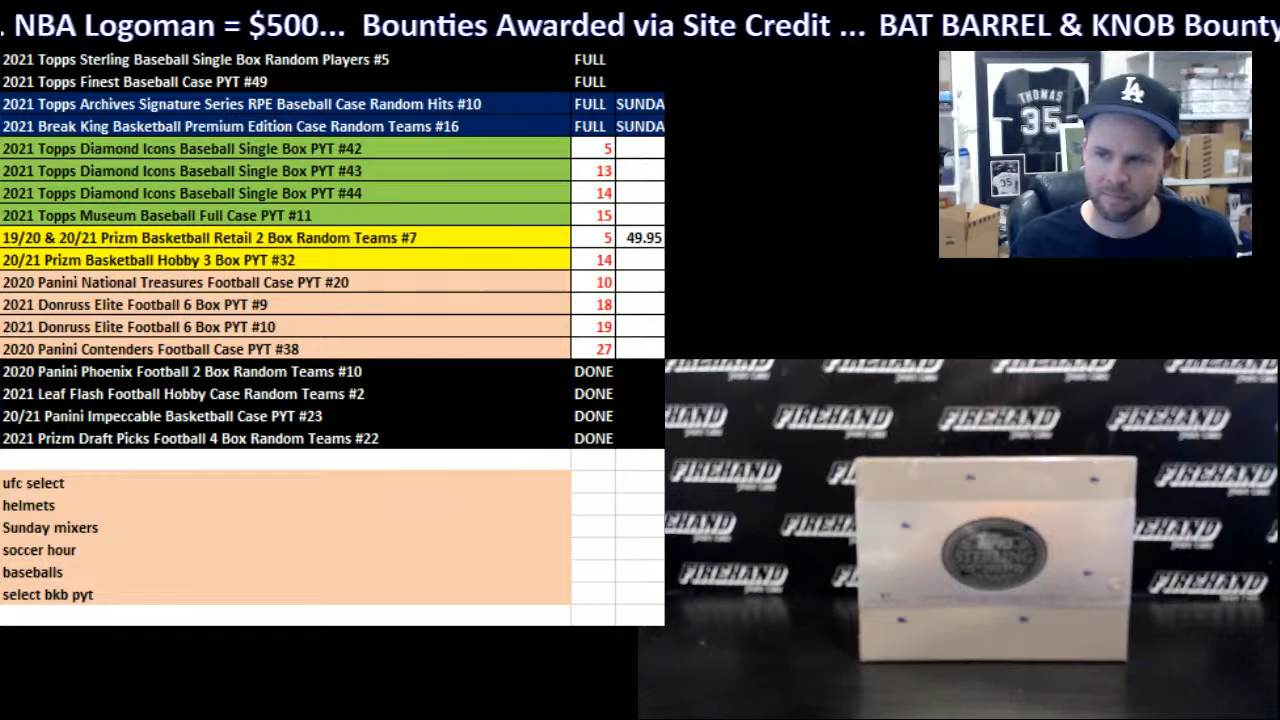 . NBA Logoman = $500... Bounties Awarded via Site Credit ... BAT BARREL & KNOB Bounty
2021 Topps Sterling Baseball Single Box Random Players #5 FULL
2021 Topps Finest Baseball Case PYT #49 FULL
2021 Topps Archives Signature Series RPE Baseball Case Random Hits #10 FULL SUNDA
2021 Break King Basketball Premium Edition Case Random Teams #16 FULL SUNDA
2021 Topps Diamond Icons Baseball Single Box PYT #42 5
2021 Topps Diamond Icons Baseball Single Box PYT #43 13
2021 Topps Diamond Icons Baseball Single Box PYT #44 14
2021 Topps Museum Baseball Full Case PYT #11 15
19/20 & 20/21 Prizm Basketball Retail 2 Box Random Teams #7 5 49.95
20/21 Prizm Basketball Hobby 3 Box PYT #32 14
2020 Panini National Treasures Football Case PYT #20 10
2021 Donruss Elite Football 6 Box PYT #9 18
2021 Donruss Elite Football 6 Box PYT #10 19
2020 Panini Contenders Football Case PYT #38 27
2020 Panini Phoenix Football 2 Box Random Teams #10 DONE
2021 Leaf Flash Football Hobby Case Random Teams #2 DONE
20/21 Panini Impeccable Basketball Case PYT #23 DONE
2021 Prizm Draft Picks Football 4 Box Random Teams #22 DONE
ufc select
helmets
Sunday mixers
soccer hour
baseballs
select bkb pyt
THOMAS
35
35
LA
FIREHAND FIREHAND FIREHAND FIREHAND
FIREHAND FIREHAND
FIREHAND FIREHAND
FIREHAND
STERLING